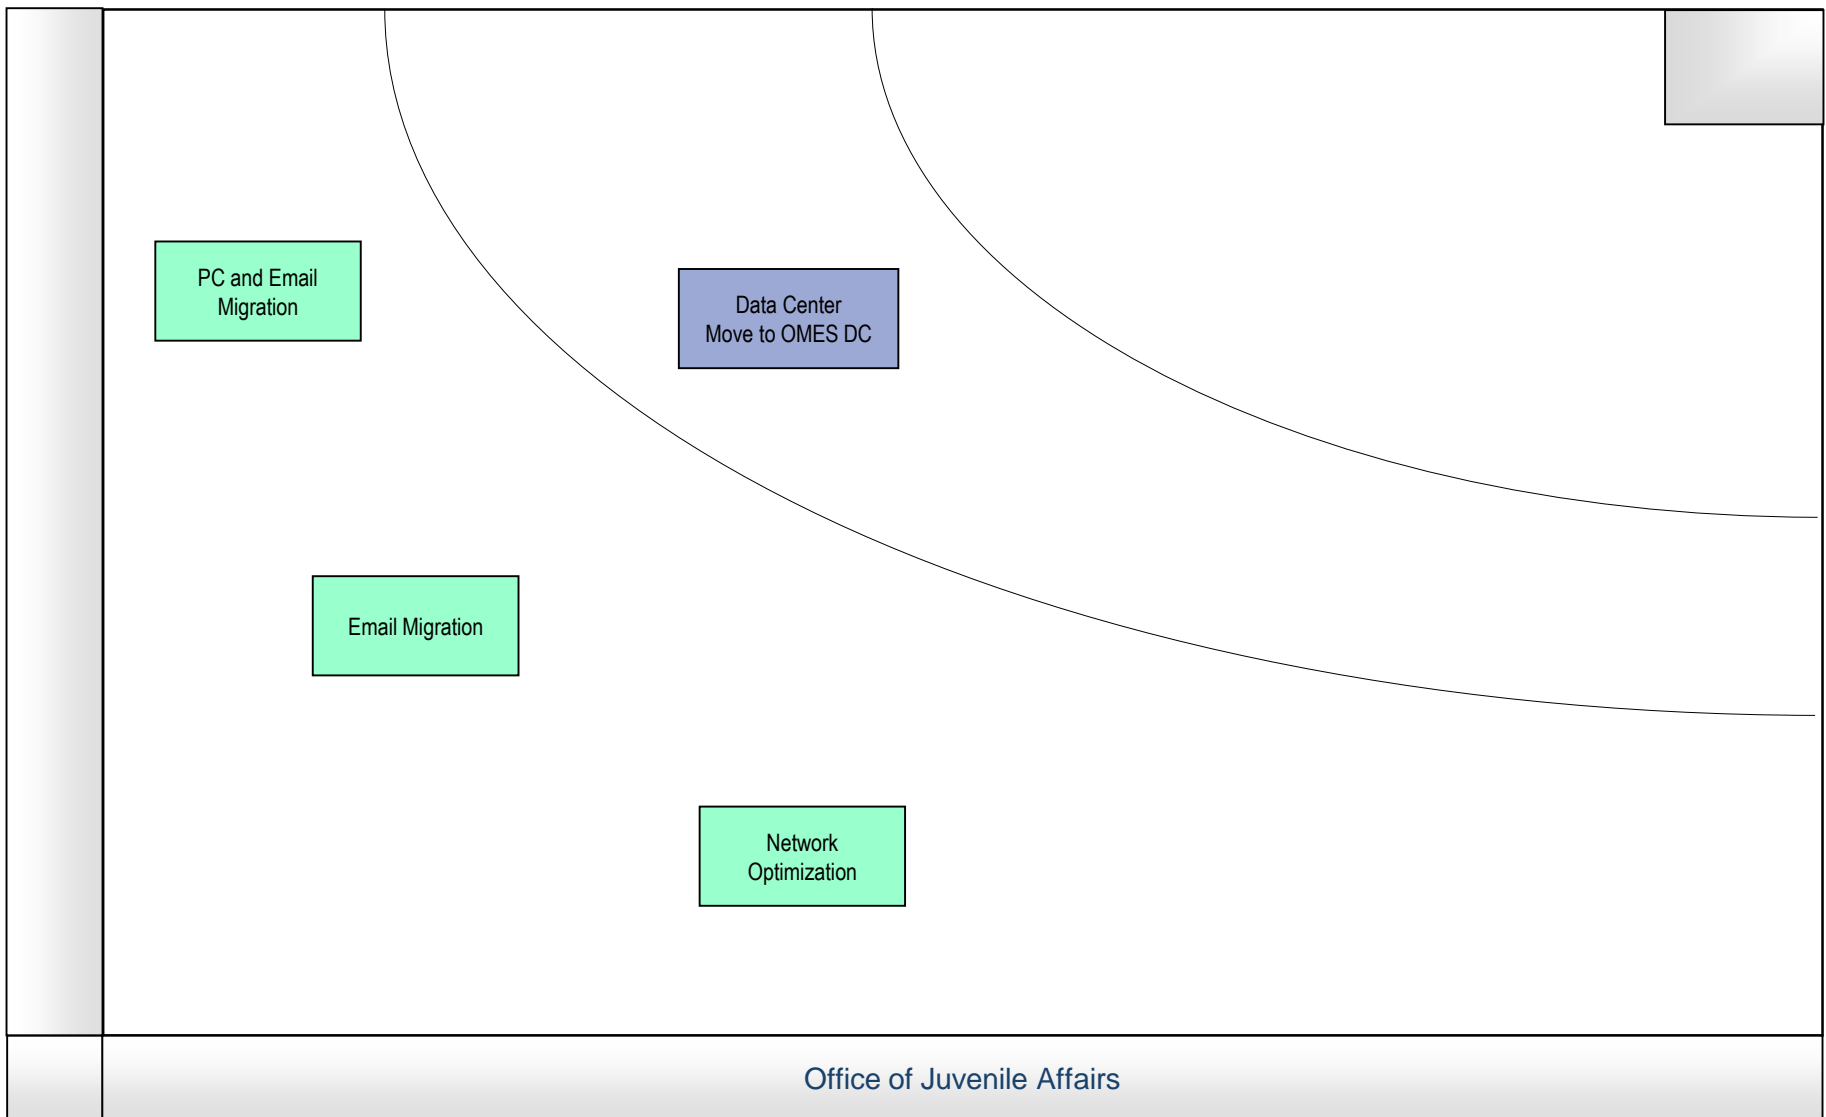 PC and Email
Migration
Data Center
Move to OMES DC
Email Migration
Network
Optimization
Office of Juvenile Affairs